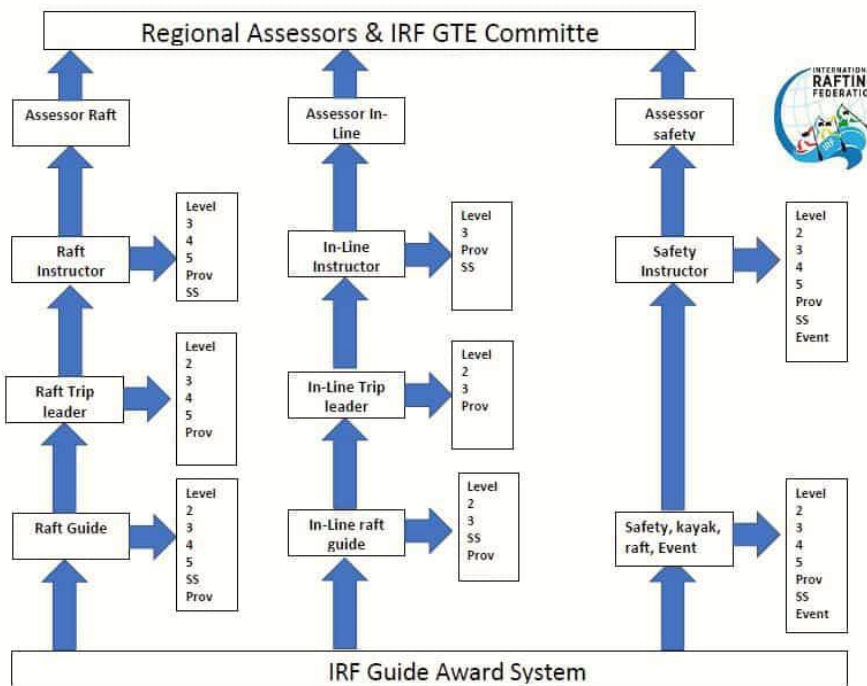 Regional Assessors & IRF GTE Committe
INTERNATIONAL
RAFTING
FEDERATION
IRF
Assessor Raft
Assessor In-
Line
Assessor
safety
Raft
Instructor
Level
3
4
5
Prov
SS
In-Line
Instructor
Level
3
Prov
SS
Safety
Instructor
Level
2
3
4
5
Prov
SS
Event
Raft Trip
leader
Level
2
3
4
5
Prov
In-Line Trip
leader
Level
2
3
Prov
Raft Guide
Level
2
3
4
5
SS
Prov
In-Line raft
guide
Level
2
3
SS
Prov
Safety, kayak,
raft, Event
Level
2
3
4
5
Prov
SS
Event
IRF Guide Award System